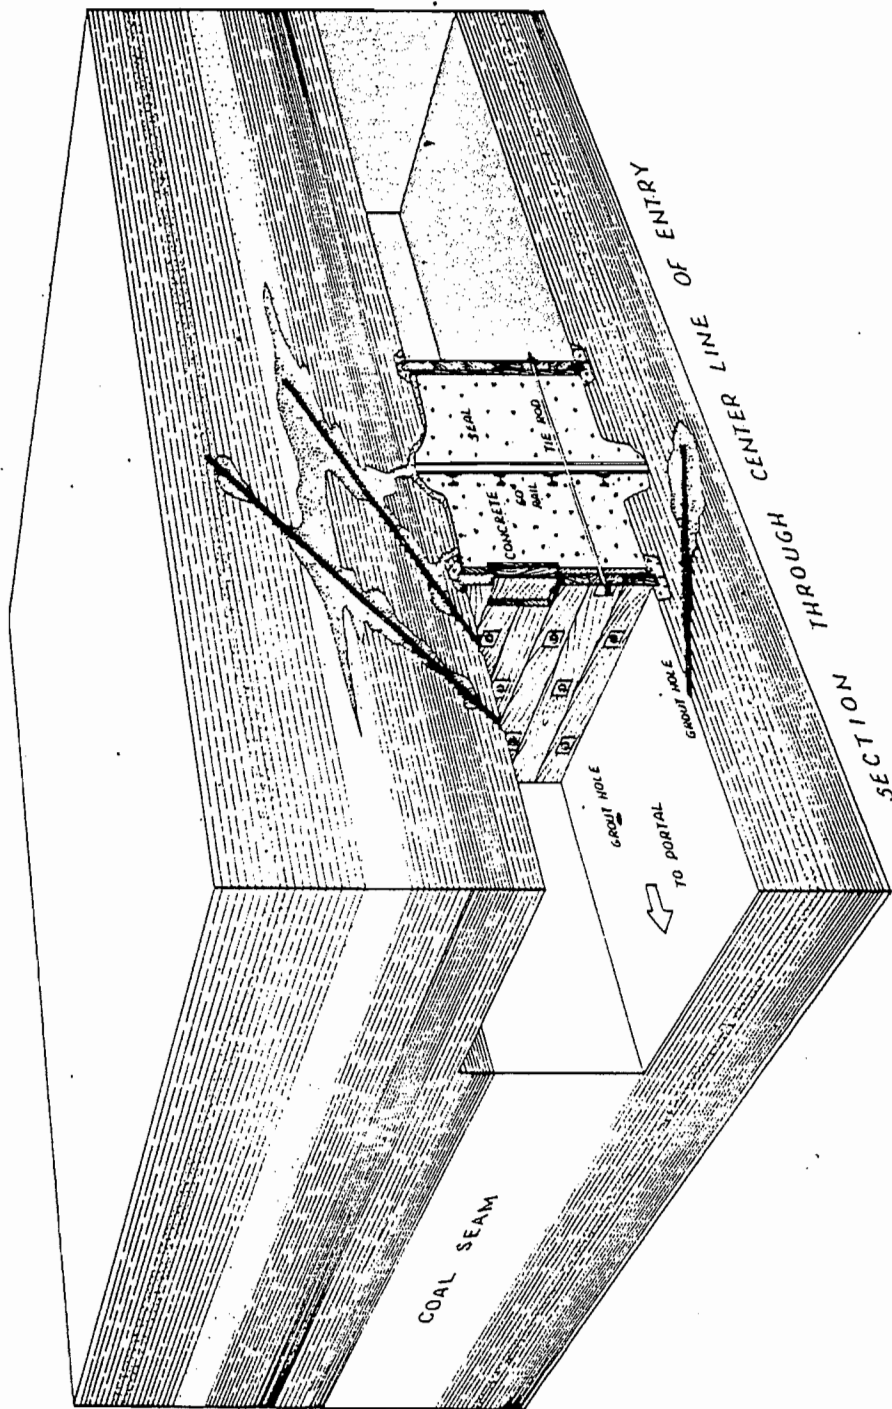 SEAL
CONCRETE
60
RAIL
TIE ROD
GROUT HOLE
GROUT HOLE
TO PORTAL
COAL SEAM
SECTION THROUGH CENTER LINE OF ENTRY